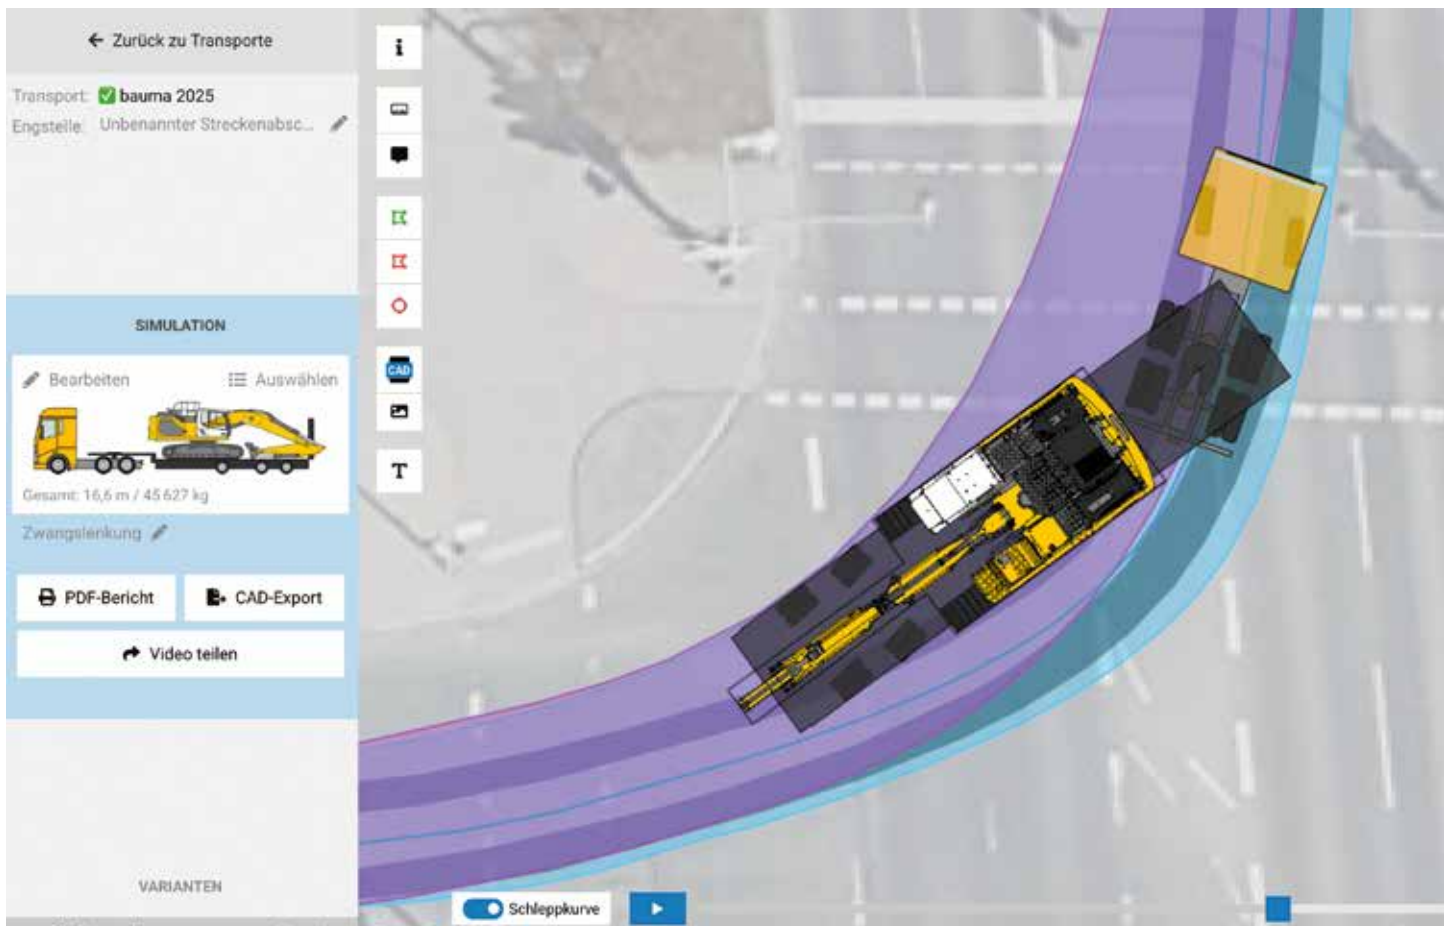 Zurück zu Transporte
Transport: bauma 2025
Engstelle: Unbenannter Streckenabsc...
SIMULATION
Bearbeiten Auswählen
Gesamt: 16,6 m / 45 627 kg
Zwangslenkung
PDF-Bericht CAD-Export
Video teilen
VARIANTEN
i
CAD
T
Schleppkurve